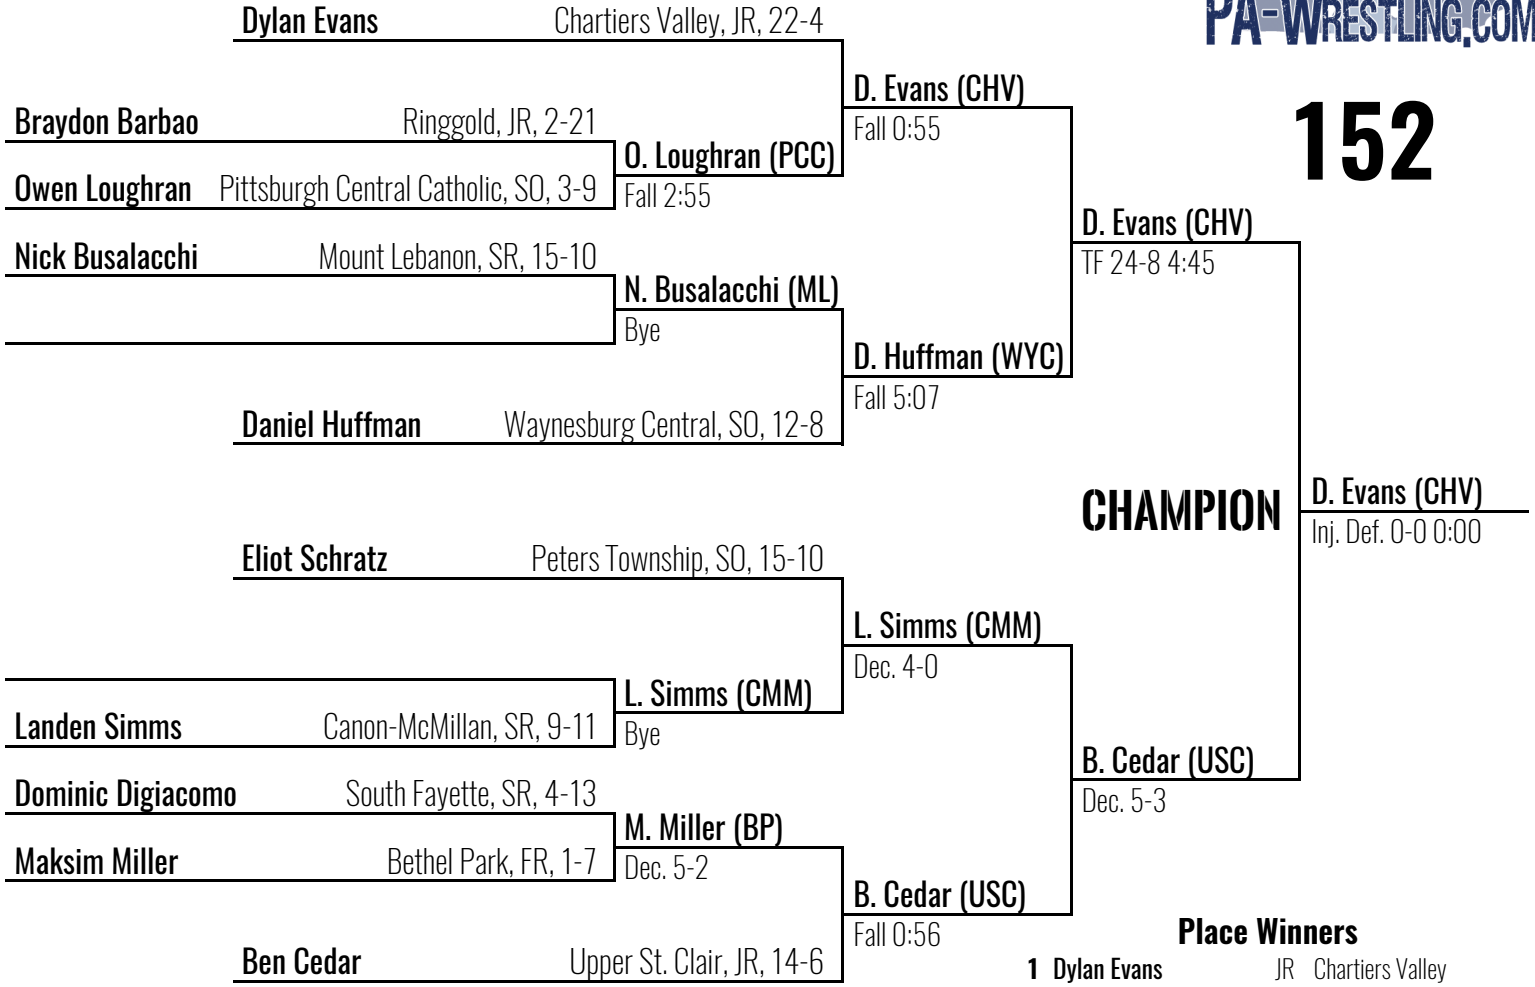 PA-WRESTLING.COM
152
Dylan Evans Chartiers Valley, JR, 22-4
D. Evans (CHV)
Fall 0:55
Braydon Barbao Ringgold, JR, 2-21
O. Loughran (PCC)
Fall 2:55
Owen Loughran Pittsburgh Central Catholic, SO, 3-9
D. Evans (CHV)
TF 24-8 4:45
Nick Busalacchi Mount Lebanon, SR, 15-10
N. Busalacchi (ML)
Bye
D. Huffman (WYC)
Fall 5:07
Daniel Huffman Waynesburg Central, SO, 12-8
CHAMPION
D. Evans (CHV)
Inj. Def. 0-0 0:00
Eliot Schratz Peters Township, SO, 15-10
L. Simms (CMM)
Dec. 4-0
L. Simms (CMM)
Bye
Landen Simms Canon-McMillan, SR, 9-11
B. Cedar (USC)
Dec. 5-3
Dominic Digiacomo South Fayette, SR, 4-13
M. Miller (BP)
Dec. 5-2
Maksim Miller Bethel Park, FR, 1-7
B. Cedar (USC)
Fall 0:56
Ben Cedar Upper St. Clair, JR, 14-6
Place Winners
1 Dylan Evans JR Chartiers Valley